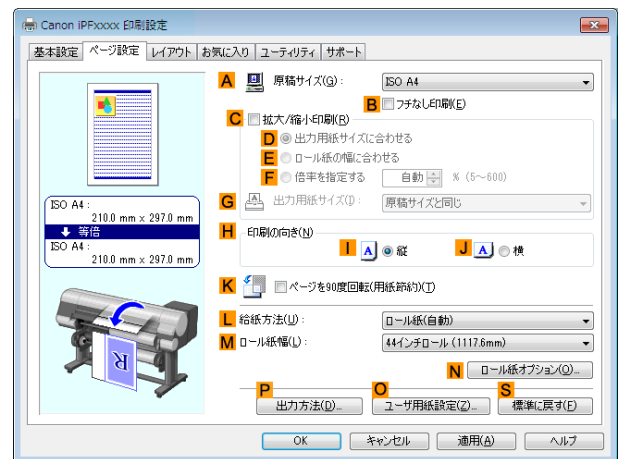 Canon iPFxxxx 印刷設定
基本設定 ページ設定 レイアウト お気に入り ユーティリティ サポート
A 原稿サイズ(G): ISO A4
B フチなし印刷(E)
C 拡大/縮小印刷(R)
D 出力用紙サイズに合わせる
E ロール紙の幅に合わせる
F 倍率を指定する 自動 % (5~600)
G 出力用紙サイズ(I): 原稿サイズと同じ
ISO A4 :
210.0 mm x 297.0 mm
等倍
ISO A4 :
210.0 mm x 297.0 mm
H 印刷の向き(N)
I A 縦 J A 横
K ページを90度回転(用紙節約)(T)
L 給紙方法(U): ロール紙(自動)
M ロール紙幅(L): 44インチロール (1117.6mm)
R
N ロール紙オプション(O)...
P O S
出力方法(D)... ユーザ用紙設定(Z)... 標準に戻す(F)
OK キャンセル 適用(A) ヘルプ